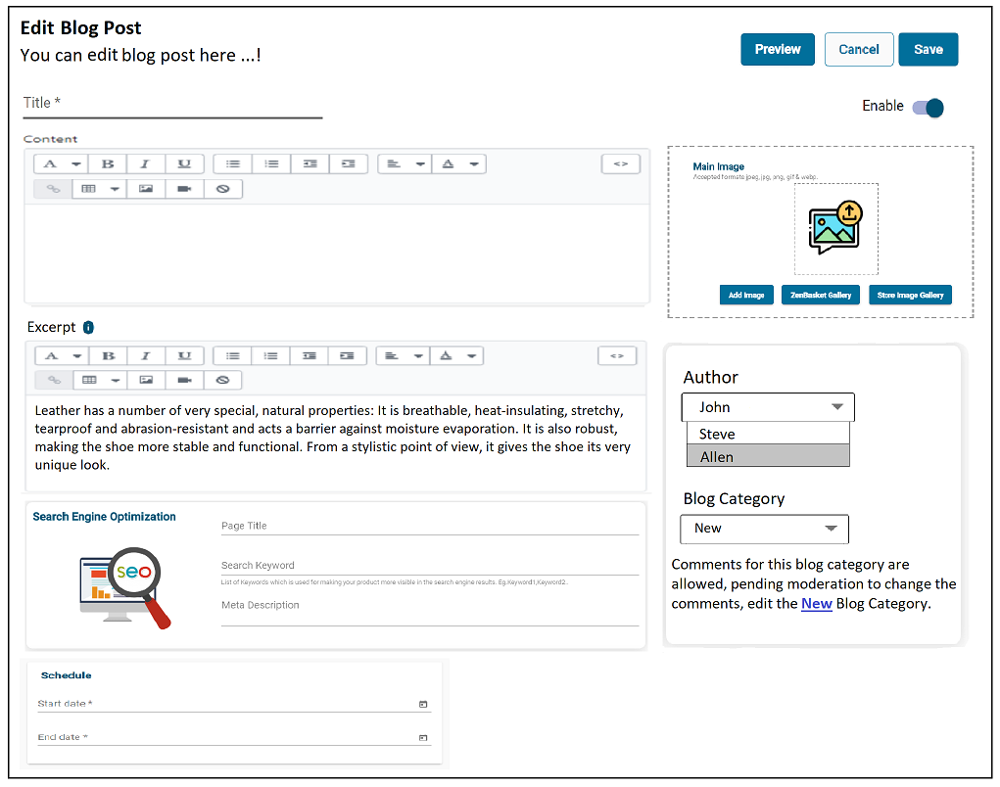 Edit Blog Post
You can edit blog post here ...!
Preview
Cancel
Save
Title *
Enable
Content
A
B
I
U
A
<>
Main Image
Accepted formats jpeg,jpg, png, gif & webp.
Add Image
ZenBasket Gallery
Store Image Gallery
Excerpt
i
A
B
I
U
A
<>
Leather has a number of very special, natural properties: It is breathable, heat-insulating, stretchy,
tearproof and abrasion-resistant and acts a barrier against moisture evaporation. It is also robust,
making the shoe more stable and functional. From a stylistic point of view, it gives the shoe its very
unique look.
Author
John
Steve
Allen
Blog Category
New
Comments for this blog category are
allowed, pending moderation to change the
comments, edit the New Blog Category.
Search Engine Optimization
seo
Page Title
Search Keyword
List of Keywords which is used for making your product more visible in the search engine results. Eg.Keyword1,Keyword2..
Meta Description
Schedule
Start date *
End date *